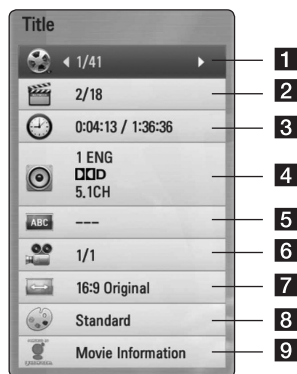 Title
1/41 1
2/18 2
0:04:13 / 1:36:36 3
1 ENG
DD D
5.1CH 4
ABC --- 5
1/1 6
16:9 Original 7
Standard 8
Movie Information 9